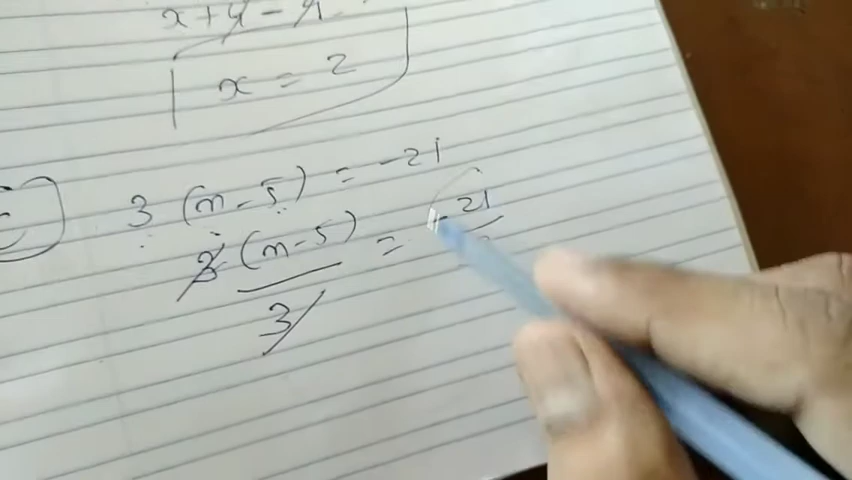 x + y - y
x = 2
c 3 (m - 5) = -21
3 (m - 5) = -21
3